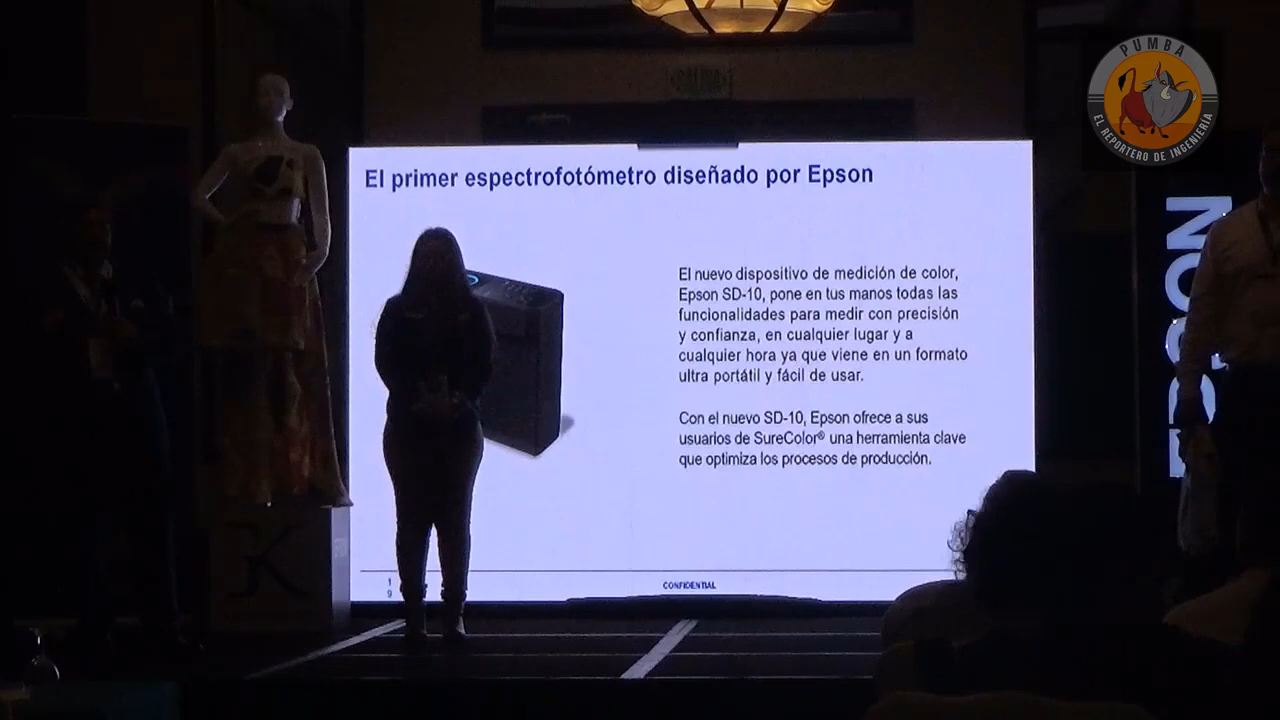 PUMBA
EL REPORTERO DE INGENIERÍA
SALIDA
El primer espectrofotómetro diseñado por Epson
El nuevo dispositivo de medición de color,
Epson SD-10, pone en tus manos todas las
funcionalidades para medir con precisión
y confianza, en cualquier lugar y a
cualquier hora ya que viene en un formato
ultra portátil y fácil de usar.
Con el nuevo SD-10, Epson ofrece a sus
usuarios de SureColor® una herramienta clave
que optimiza los procesos de producción.
19
CONFIDENTIAL
K